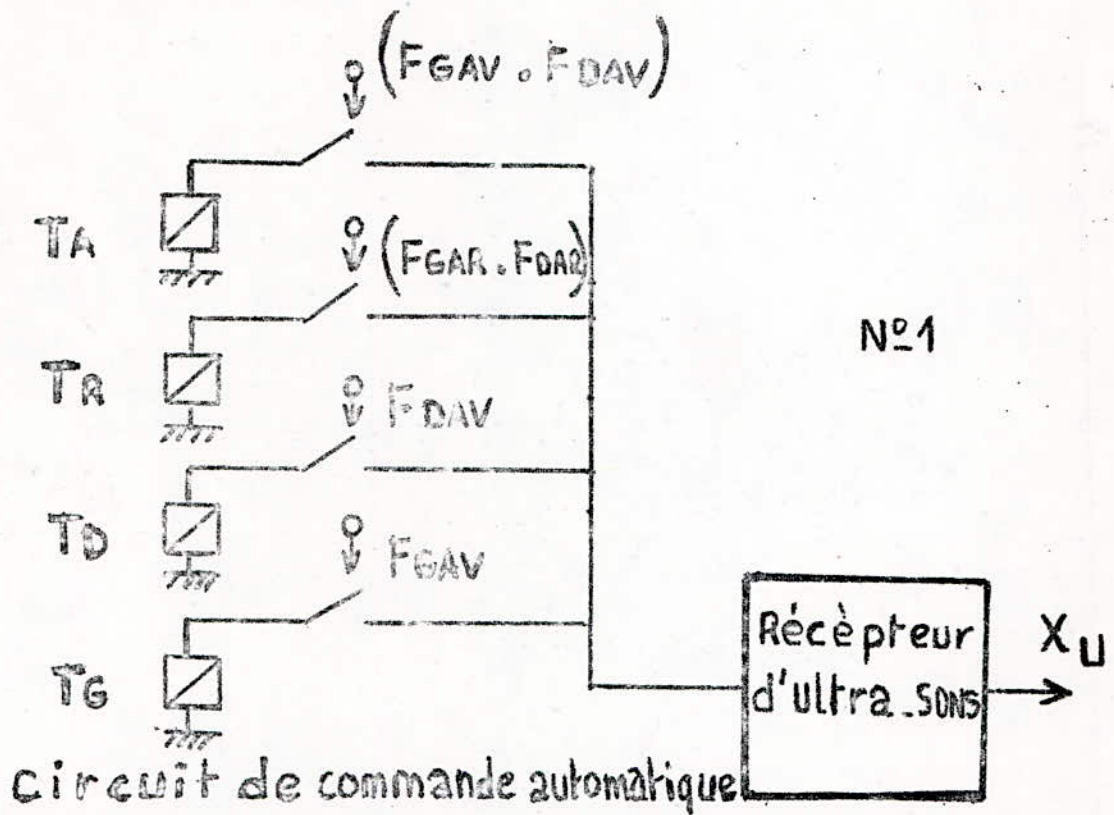 (FGAV . FDAV)
TA
(FGAR . FDAR)
N°1
TR
FDAV
TD
FGAV
TG
Récèpteur
d'ultra_SONS
XU
circuit de commande automatique